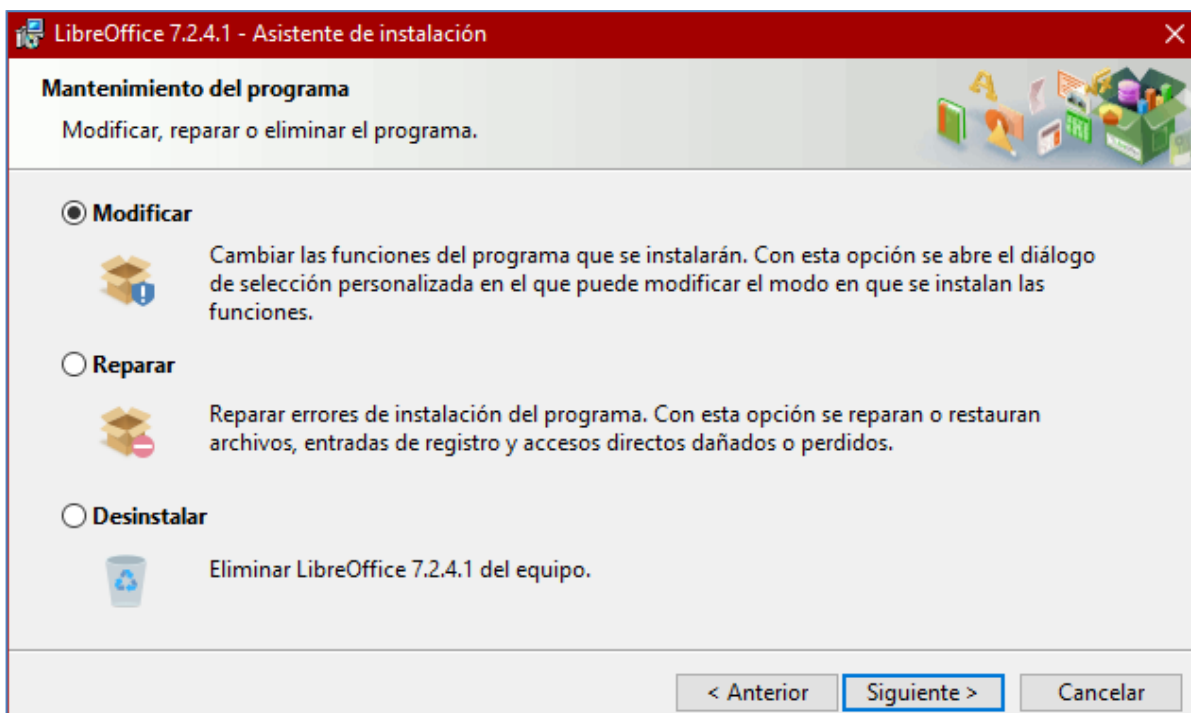 LibreOffice 7.2.4.1 - Asistente de instalación
Mantenimiento del programa
Modificar, reparar o eliminar el programa.
Modificar
Cambiar las funciones del programa que se instalarán. Con esta opción se abre el diálogo
de selección personalizada en el que puede modificar el modo en que se instalan las
funciones.
Reparar
Reparar errores de instalación del programa. Con esta opción se reparan o restauran
archivos, entradas de registro y accesos directos dañados o perdidos.
Desinstalar
Eliminar LibreOffice 7.2.4.1 del equipo.
< Anterior
Siguiente >
Cancelar